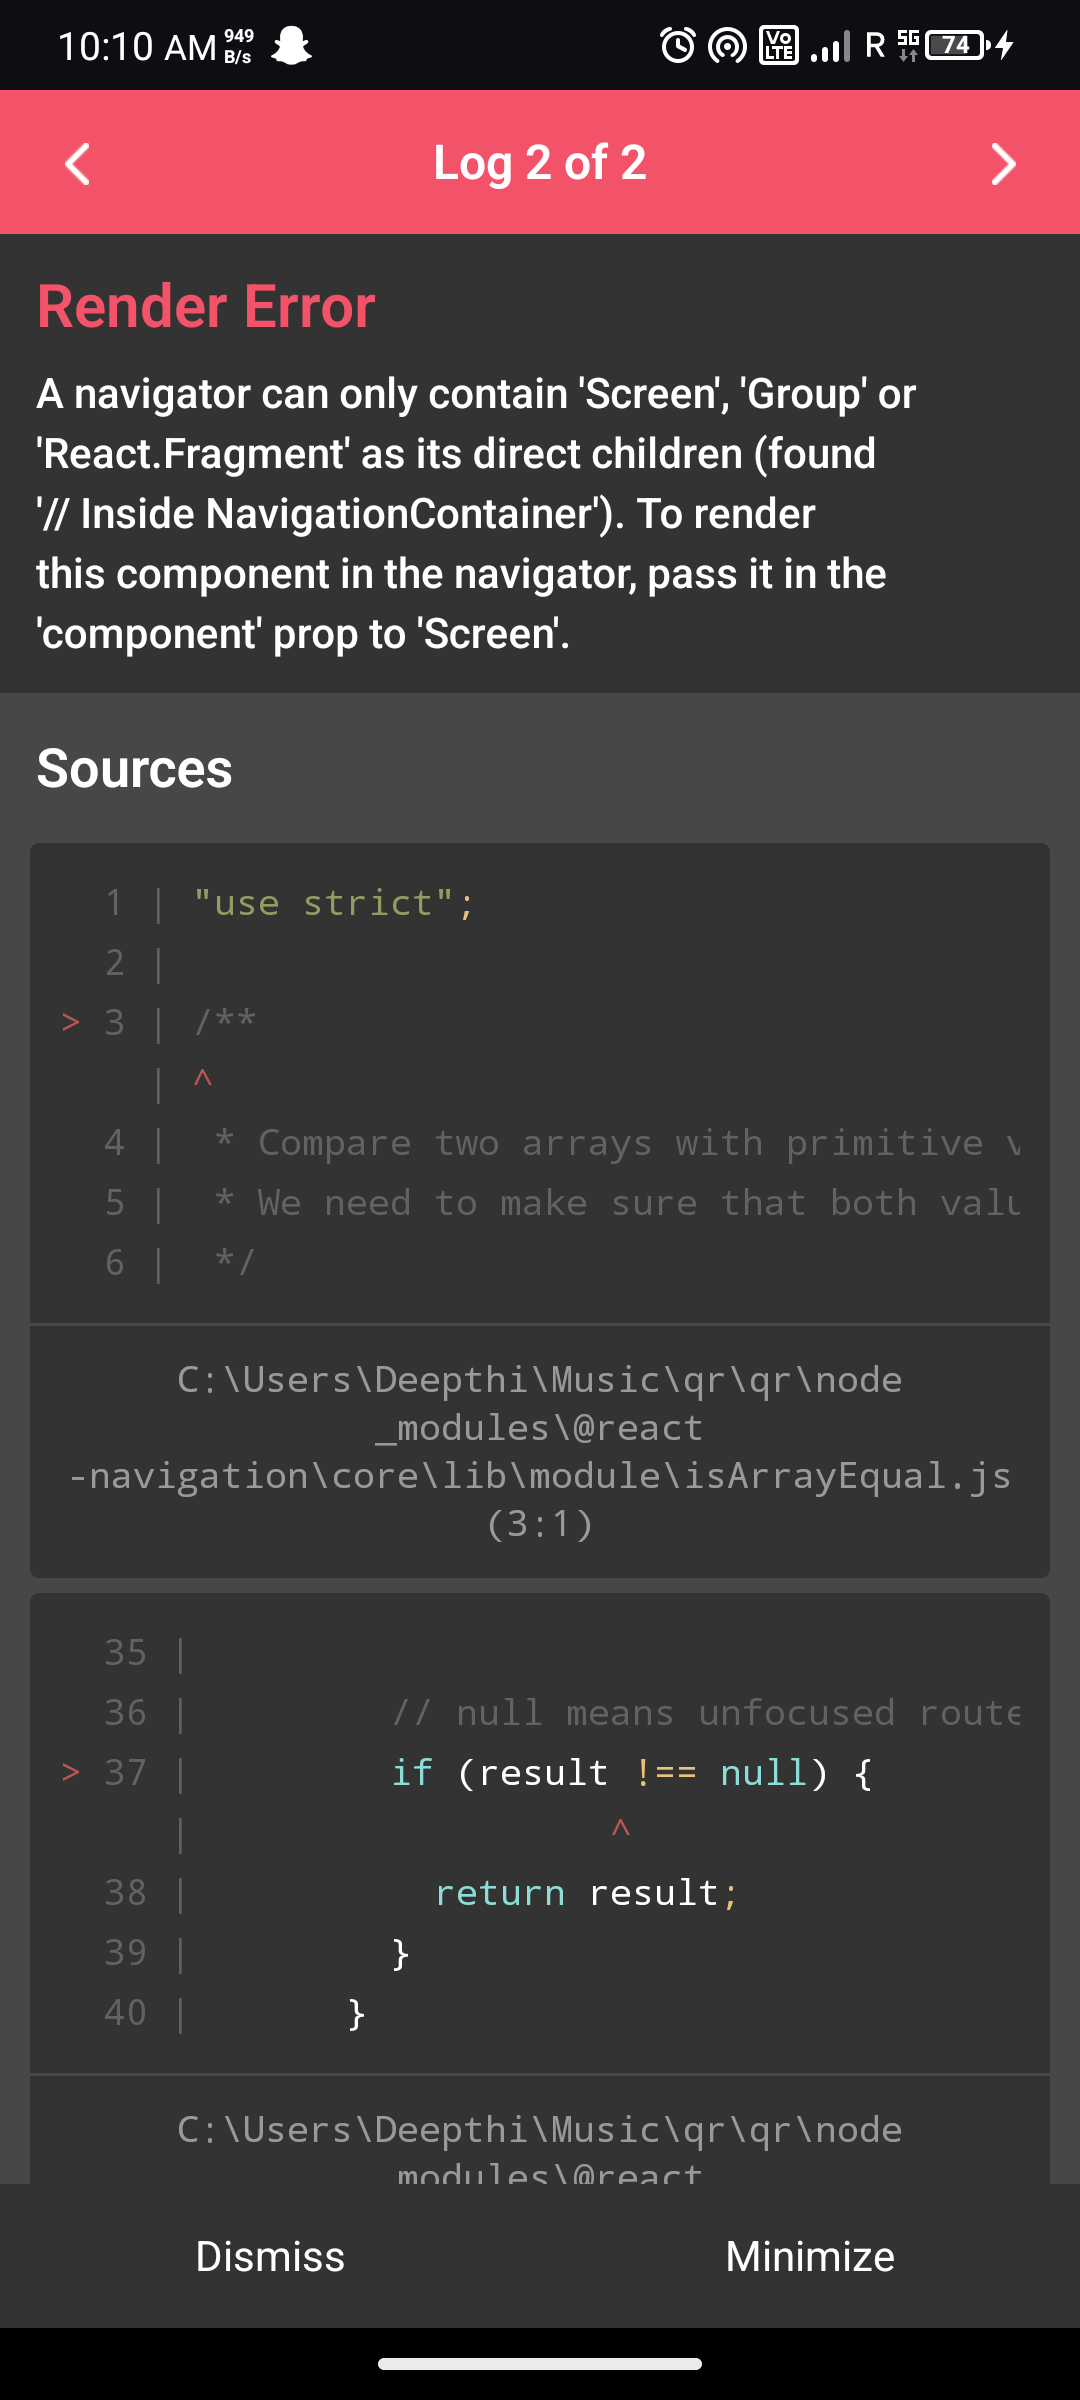 10:10 AM 949 B/s VoLTE R 5G 74
Log 2 of 2
Render Error
A navigator can only contain 'Screen', 'Group' or
'React.Fragment' as its direct children (found
'// Inside NavigationContainer'). To render
this component in the navigator, pass it in the
'component' prop to 'Screen'.
Sources
1 | "use strict";
2 |
> 3 | /**
| ^
4 |  * Compare two arrays with primitive v
5 |  * We need to make sure that both valu
6 |  */
C:\Users\Deepthi\Music\qr\qr\node
_modules\@react
-navigation\core\lib\module\isArrayEqual.js
(3:1)
35 |
36 |         // null means unfocused route
> 37 |         if (result !== null) {
|                   ^
38 |           return result;
39 |         }
40 |       }
C:\Users\Deepthi\Music\qr\qr\node
modules\@react
Dismiss Minimize